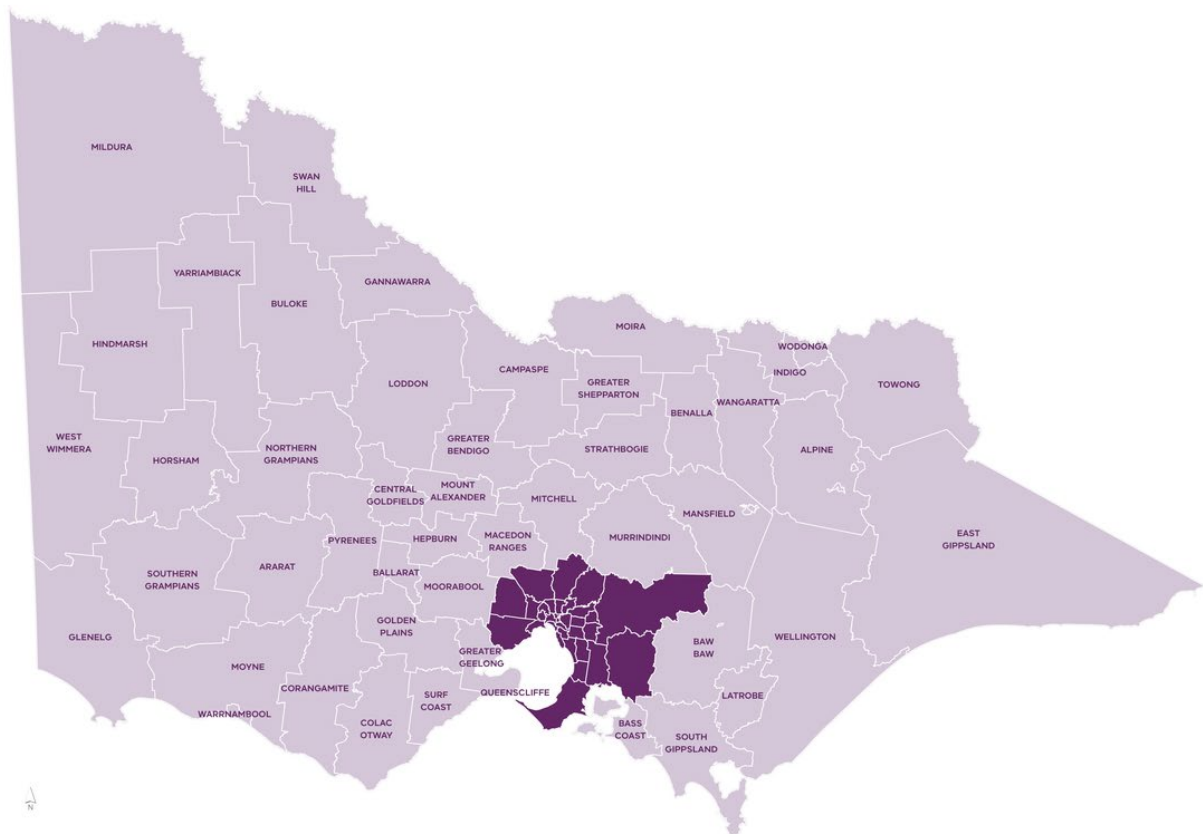 MILDURA
SWAN
HILL
YARRIAMBIACK
GANNAWARRA
BULOKE
HINDMARSH
MOIRA
WODONGA
INDIGO
CAMPASPE
LODDON
GREATER
SHEPPARTON
TOWONG
BENALLA
WANGARATTA
WEST
WIMMERA
HORSHAM
NORTHERN
GRAMPIANS
GREATER
BENDIGO
STRATHBOGIE
ALPINE
CENTRAL
GOLDFIELDS
MOUNT
ALEXANDER
MITCHELL
MANSFIELD
PYRENEES
HEPBURN
MACEDON
RANGES
MURRINDINDI
EAST
GIPPSLAND
SOUTHERN
GRAMPIANS
ARARAT
BALLARAT
MOORABOOL
GOLDEN
PLAINS
GLENELG
MOYNE
GREATER
GEELONG
BAW
BAW
WELLINGTON
CORANGAMITE
SURF
COAST
QUEENSCLIFFE
LATROBE
WARRNAMBOOL
COLAC
OTWAY
BASS
COAST
SOUTH
GIPPSLAND
N